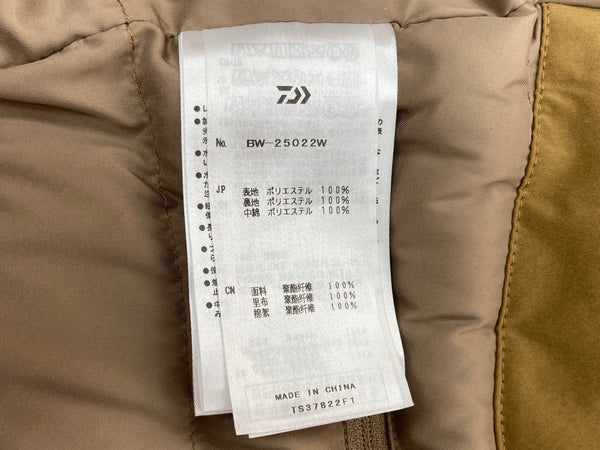 No. BW-25022W
JP 表地 ポリエステル 100%
裏地 ポリエステル 100%
中綿 ポリエステル 100%
CN 面料 聚酯纤维 100%
里布 聚酯纤维 100%
棉絮 聚酯纤维 100%
MADE IN CHINA
TS37B22F1